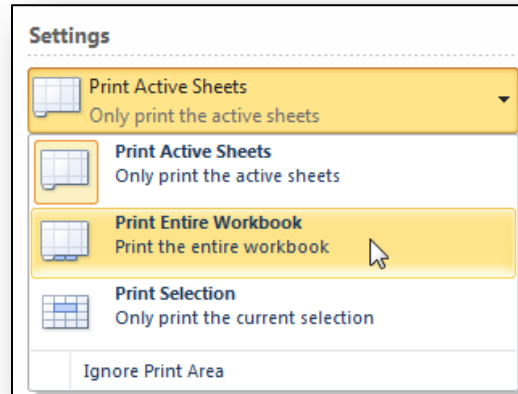 Settings
Print Active Sheets
Only print the active sheets
Print Active Sheets
Only print the active sheets
Print Entire Workbook
Print the entire workbook
Print Selection
Only print the current selection
Ignore Print Area